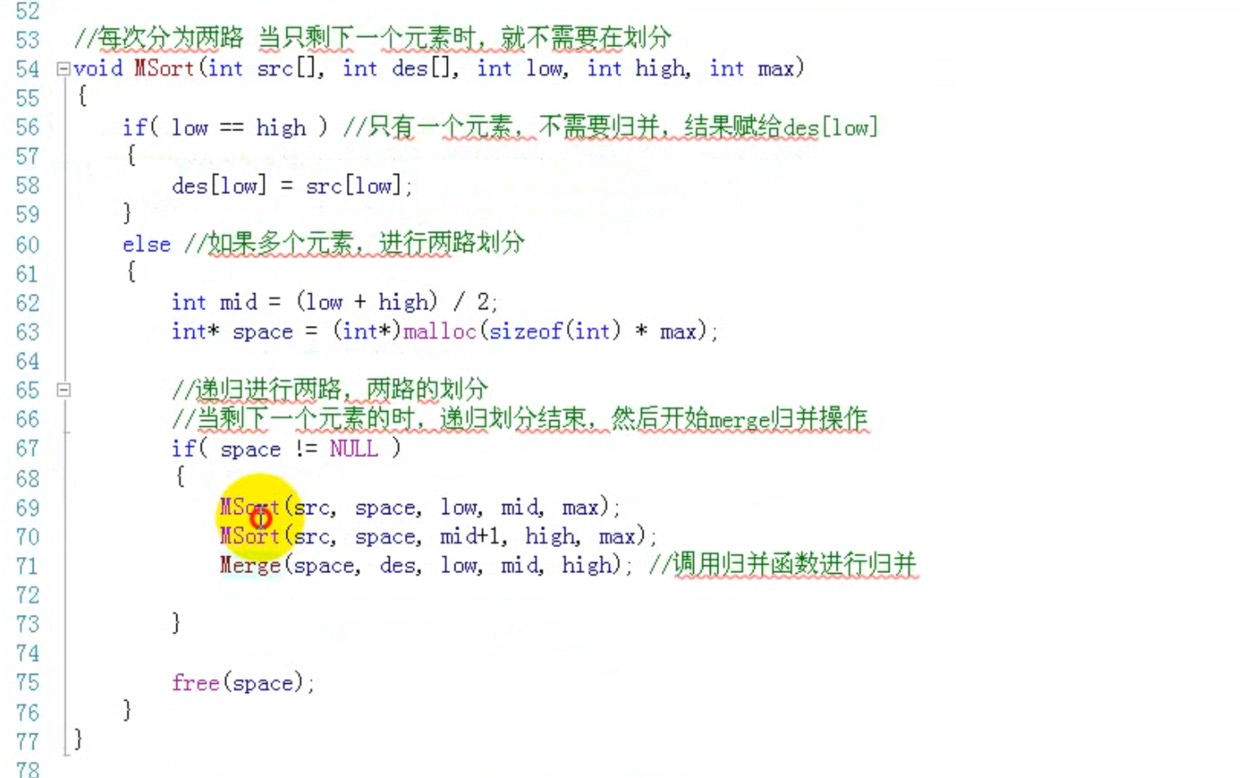 52
53 //每次分为两路 当只剩下一个元素时，就不需要在划分
54 void MSort(int src[], int des[], int low, int high, int max)
55 {
56 if( low == high ) //只有一个元素，不需要归并，结果赋给des[low]
57 {
58 des[low] = src[low];
59 }
60 else //如果多个元素，进行两路划分
61 {
62 int mid = (low + high) / 2;
63 int* space = (int*)malloc(sizeof(int) * max);
64
65 //递归进行两路，两路的划分
66 //当剩下一个元素的时，递归划分结束，然后开始merge归并操作
67 if( space != NULL )
68 {
69 MSort(src, space, low, mid, max);
70 MSort(src, space, mid+1, high, max);
71 Merge(space, des, low, mid, high); //调用归并函数进行归并
72
73 }
74
75 free(space);
76 }
77 }
78